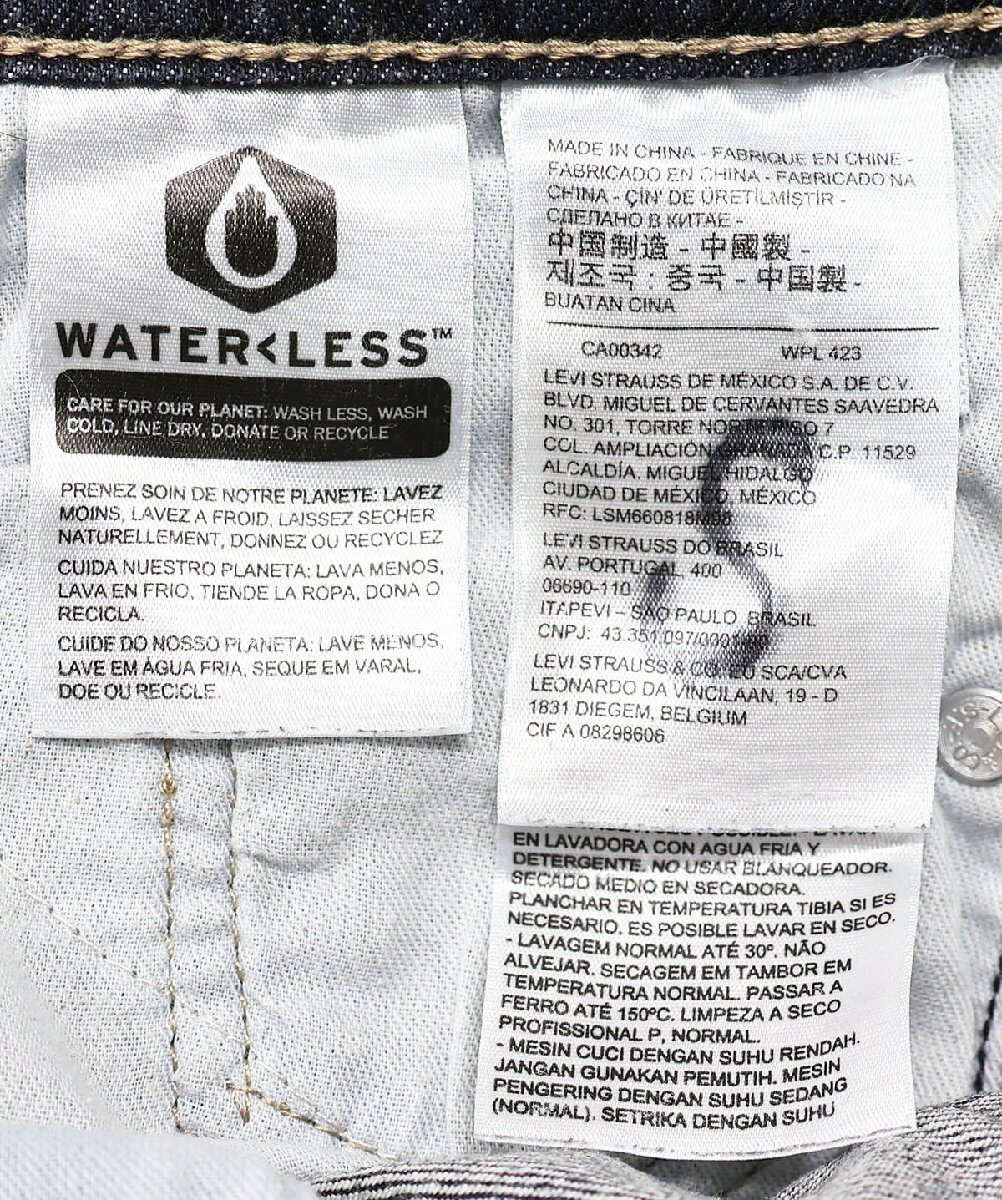 WATER<LESS™
CARE FOR OUR PLANET: WASH LESS, WASH
COLD, LINE DRY, DONATE OR RECYCLE
PRENEZ SOIN DE NOTRE PLANETE: LAVEZ
MOINS, LAVEZ A FROID, LAISSEZ SECHER
NATURELLEMENT, DONNEZ OU RECYCLEZ
CUIDA NUESTRO PLANETA: LAVA MENOS,
LAVA EN FRIO, TIENDE LA ROPA, DONA O
RECICLA.
CUIDE DO NOSSO PLANETA: LAVE MENOS,
LAVE EM ÁGUA FRIA, SEQUE EM VARAL,
DOE OU RECICLE.
MADE IN CHINA - FABRIQUE EN CHINE -
FABRICADO EN CHINA - FABRICADO NA
CHINA - ÇİN' DE ÜRETİLMİŞTİR -
СДЕЛАНО В КИТАЕ -
中国制造 - 中國製 -
제조국 : 중국 - 中国製 -
BUATAN CINA
CA00342 WPL 423
LEVI STRAUSS DE MÉXICO S.A. DE C.V.
BLVD. MIGUEL DE CERVANTES SAAVEDRA
NO. 301, TORRE NORTE PISO 7
COL. AMPLIACIÓN GRANADA C.P. 11529
ALCALDÍA. MIGUEL HIDALGO
CIUDAD DE MÉXICO, MÉXICO
RFC: 
LEVI STRAUSS DO BRASIL
AV. PORTUGAL, 400
06690-110
ITAPEVI – SAO PAULO BRASIL
CNPJ: 
LEVI STRAUSS & CO. EU SCA/CVA
LEONARDO DA VINCILAAN, 19 - D
1831 DIEGEM, BELGIUM
CIF A 08298606
EN LAVADORA CON AGUA FRIA Y
DETERGENTE. NO USAR BLANQUEADOR.
SECADO MEDIO EN SECADORA.
PLANCHAR EN TEMPERATURA TIBIA SI ES
NECESARIO. ES POSIBLE LAVAR EN SECO.
- LAVAGEM NORMAL ATÉ 30º. NÃO
ALVEJAR. SECAGEM EM TAMBOR EM
TEMPERATURA NORMAL. PASSAR A
FERRO ATÉ 150ºC. LIMPEZA A SECO
PROFISSIONAL P, NORMAL.
- MESIN CUCI DENGAN SUHU RENDAH.
JANGAN GUNAKAN PEMUTIH. MESIN
PENGERING DENGAN SUHU SEDANG
(NORMAL). SETRIKA DENGAN SUHU